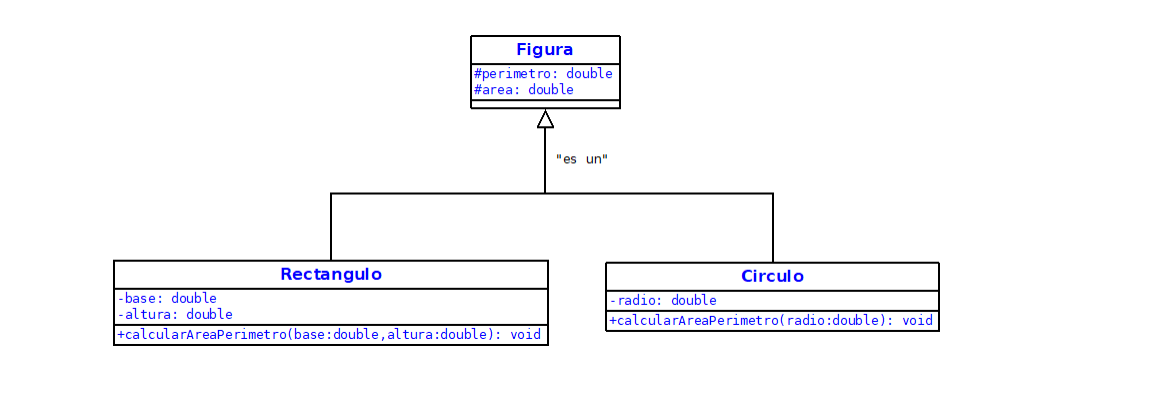 Figura
#perimetro: double
#area: double
"es un"
Rectangulo
-base: double
-altura: double
+calcularAreaPerimetro(base:double,altura:double): void
Circulo
-radio: double
+calcularAreaPerimetro(radio:double): void